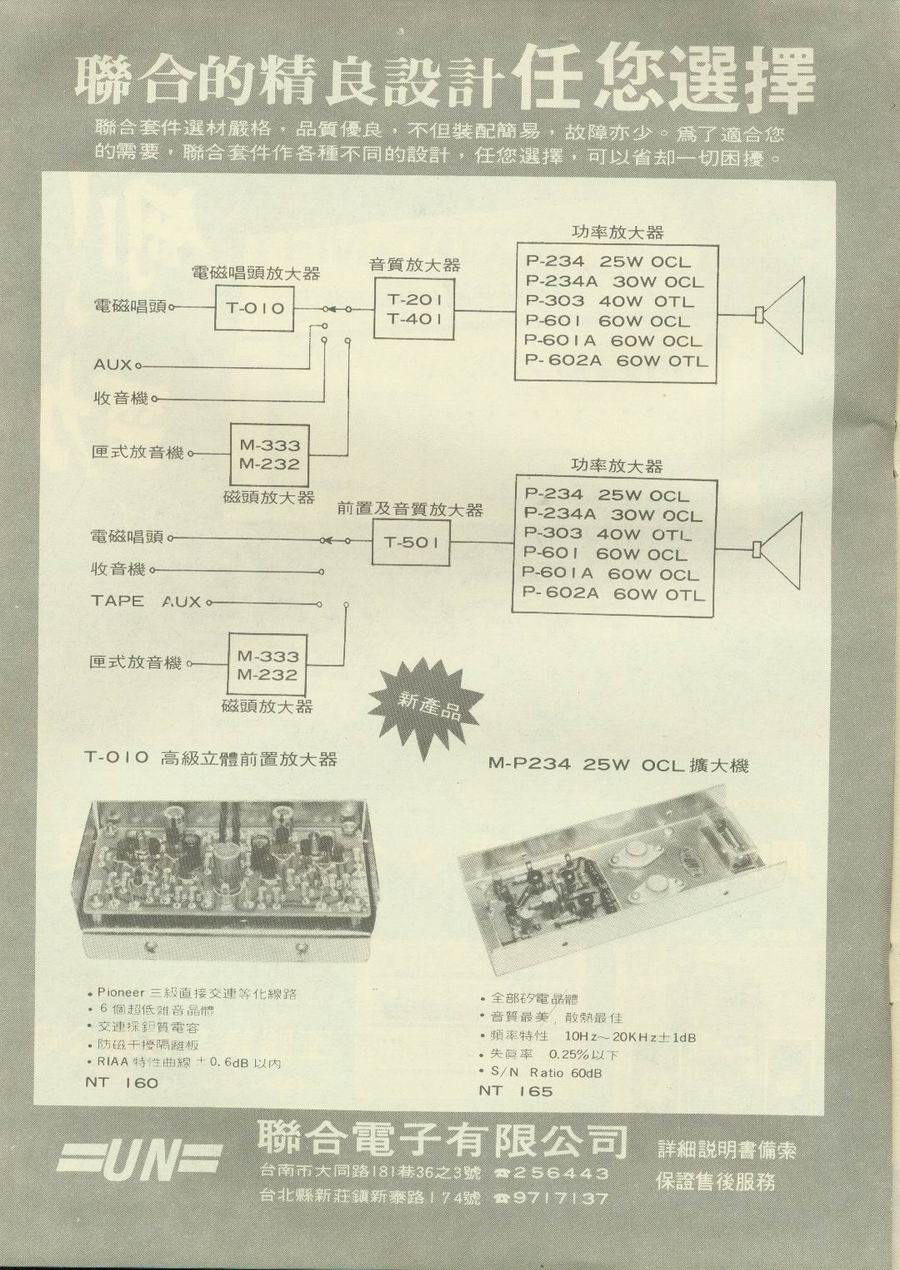 聯合的精良設計任您選擇
聯合套件選材嚴格，品質優良，不但裝配簡易，故障亦少。爲了適合您
的需要，聯合套件作各種不同的設計，任您選擇，可以省却一切困擾。
功率放大器
電磁唱頭放大器
音質放大器
電磁唱頭
T-010
T-201
T-401
P-234 25W OCL
P-234A 30W OCL
P-303 40W OTL
P-601 60W OCL
P-601A 60W OCL
P-602A 60W OTL
AUX
收音機
匣式放音機
M-333
M-232
磁頭放大器
功率放大器
前置及音質放大器
電磁唱頭
T-501
P-234 25W OCL
P-234A 30W OCL
P-303 40W OTL
P-601 60W OCL
P-601A 60W OCL
P-602A 60W OTL
收音機
TAPE AUX
匣式放音機
M-333
M-232
磁頭放大器
新產品
T-010 高級立體前置放大器
• Pioneer 三級直接交連等化線路
• 6 個超低雜音晶體
• 交連採鉭質電容
• 防磁干擾隔離板
• RIAA 特性曲線 ±0.6dB 以內
NT 160
M-P234 25W OCL擴大機
• 全部矽電晶體
• 音質最美，散熱最佳
• 頻率特性 10Hz～20KHz±1dB
• 失眞率 0.25%以下
• S/N Ratio 60dB
NT 165
UN
聯合電子有限公司
台南市大同路181巷36之3號 ☎256443
台北縣新莊鎮新泰路174號 ☎9717137
詳細説明書備索
保證售後服務